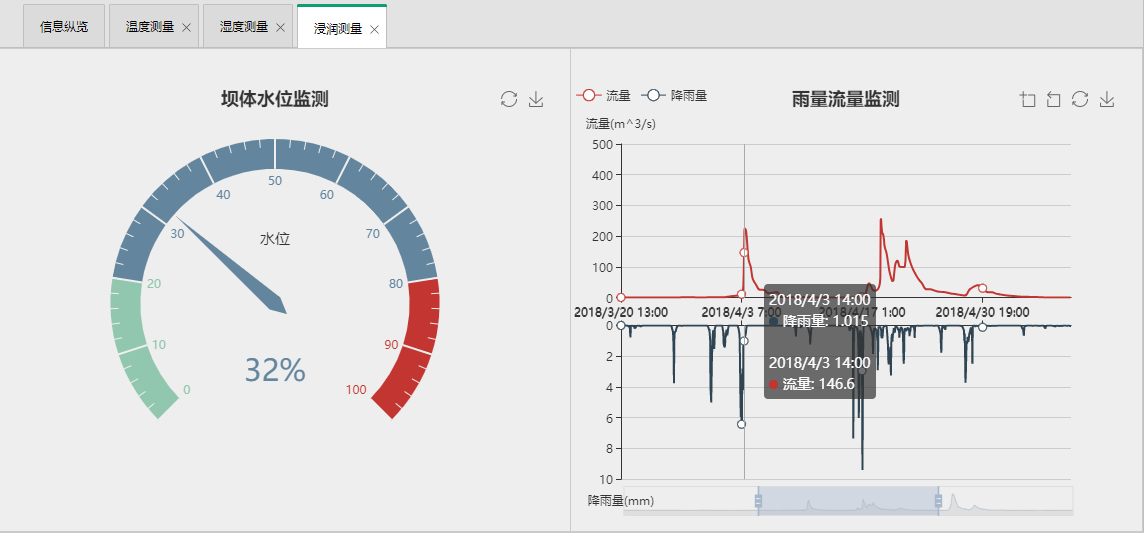 信息纵览
温度测量
湿度测量
浸润测量
坝体水位监测
50
40
60
30
70
水位
20
80
10
90
32%
0
100
流量
降雨量
雨量流量监测
流量(m^3/s)
500
400
300
200
100
0
2018/3/20 13:00
2018/4/3 7:00
2018/4/17 1:00
2018/4/30 19:00
2018/4/3 14:00
降雨量: 1.015
2018/4/3 14:00
流量: 146.6
0
2
4
6
8
10
降雨量(mm)